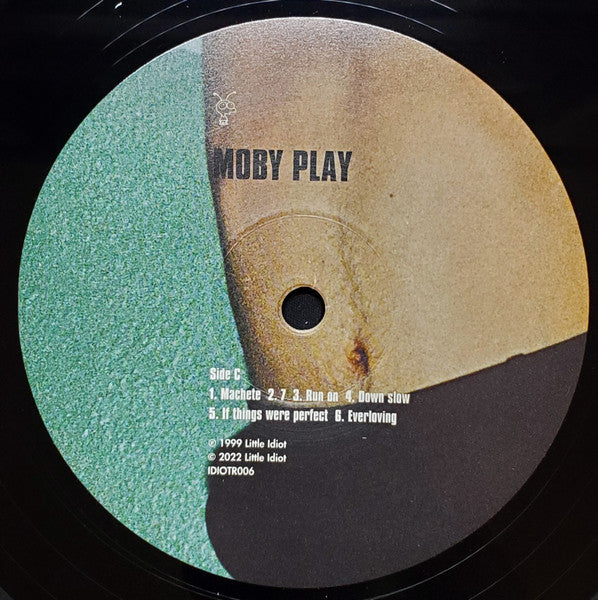 MOBY PLAY
Side C
1. Machete 2. 7 3. Run on 4. Down slow
5. If things were perfect 6. Everloving
℗ 1999 Little Idiot
© 2022 Little Idiot
IDIOTR006